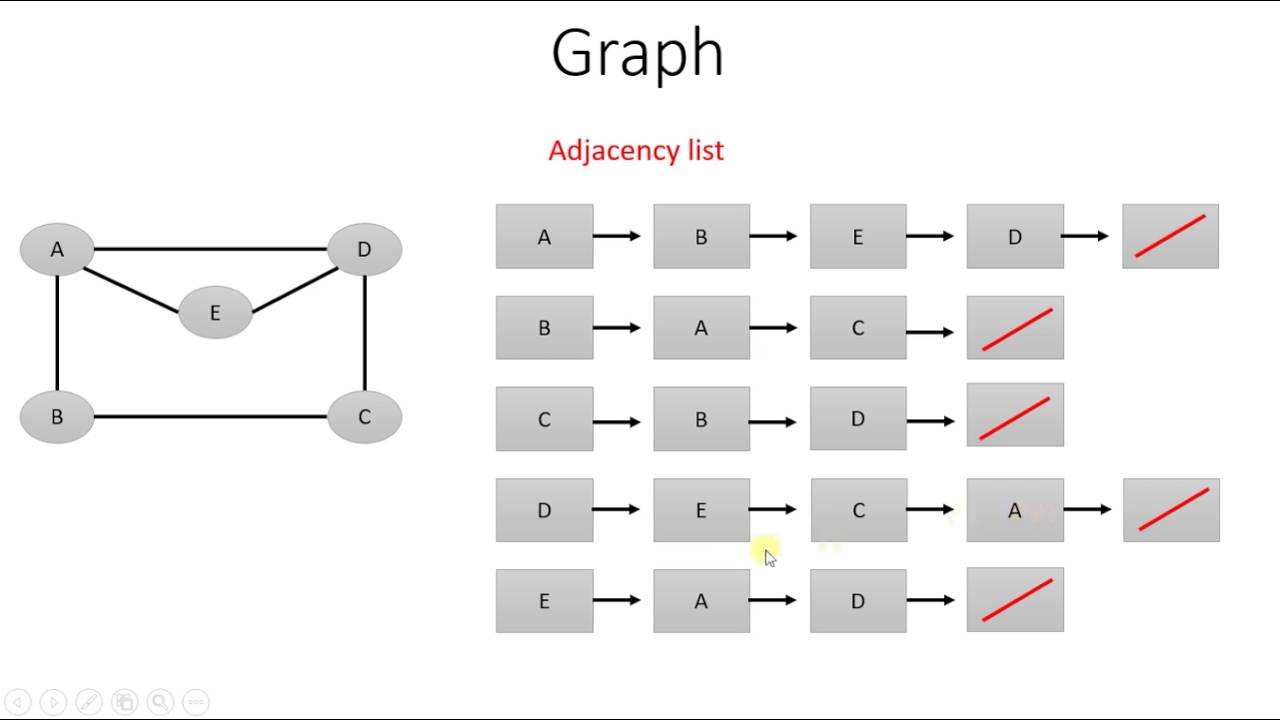 Graph
Adjacency list
A D
E
B C
A B E D
B A C
C B D
D E C A
E A D